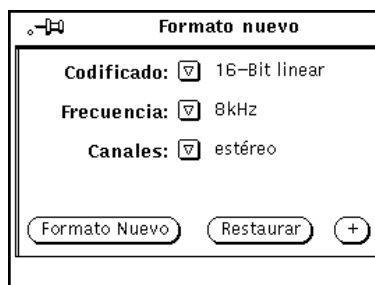 Formato nuevo
Codificado: 16-Bit linear
Frecuencia: 8kHz
Canales: estéreo
Formato Nuevo Restaurar +